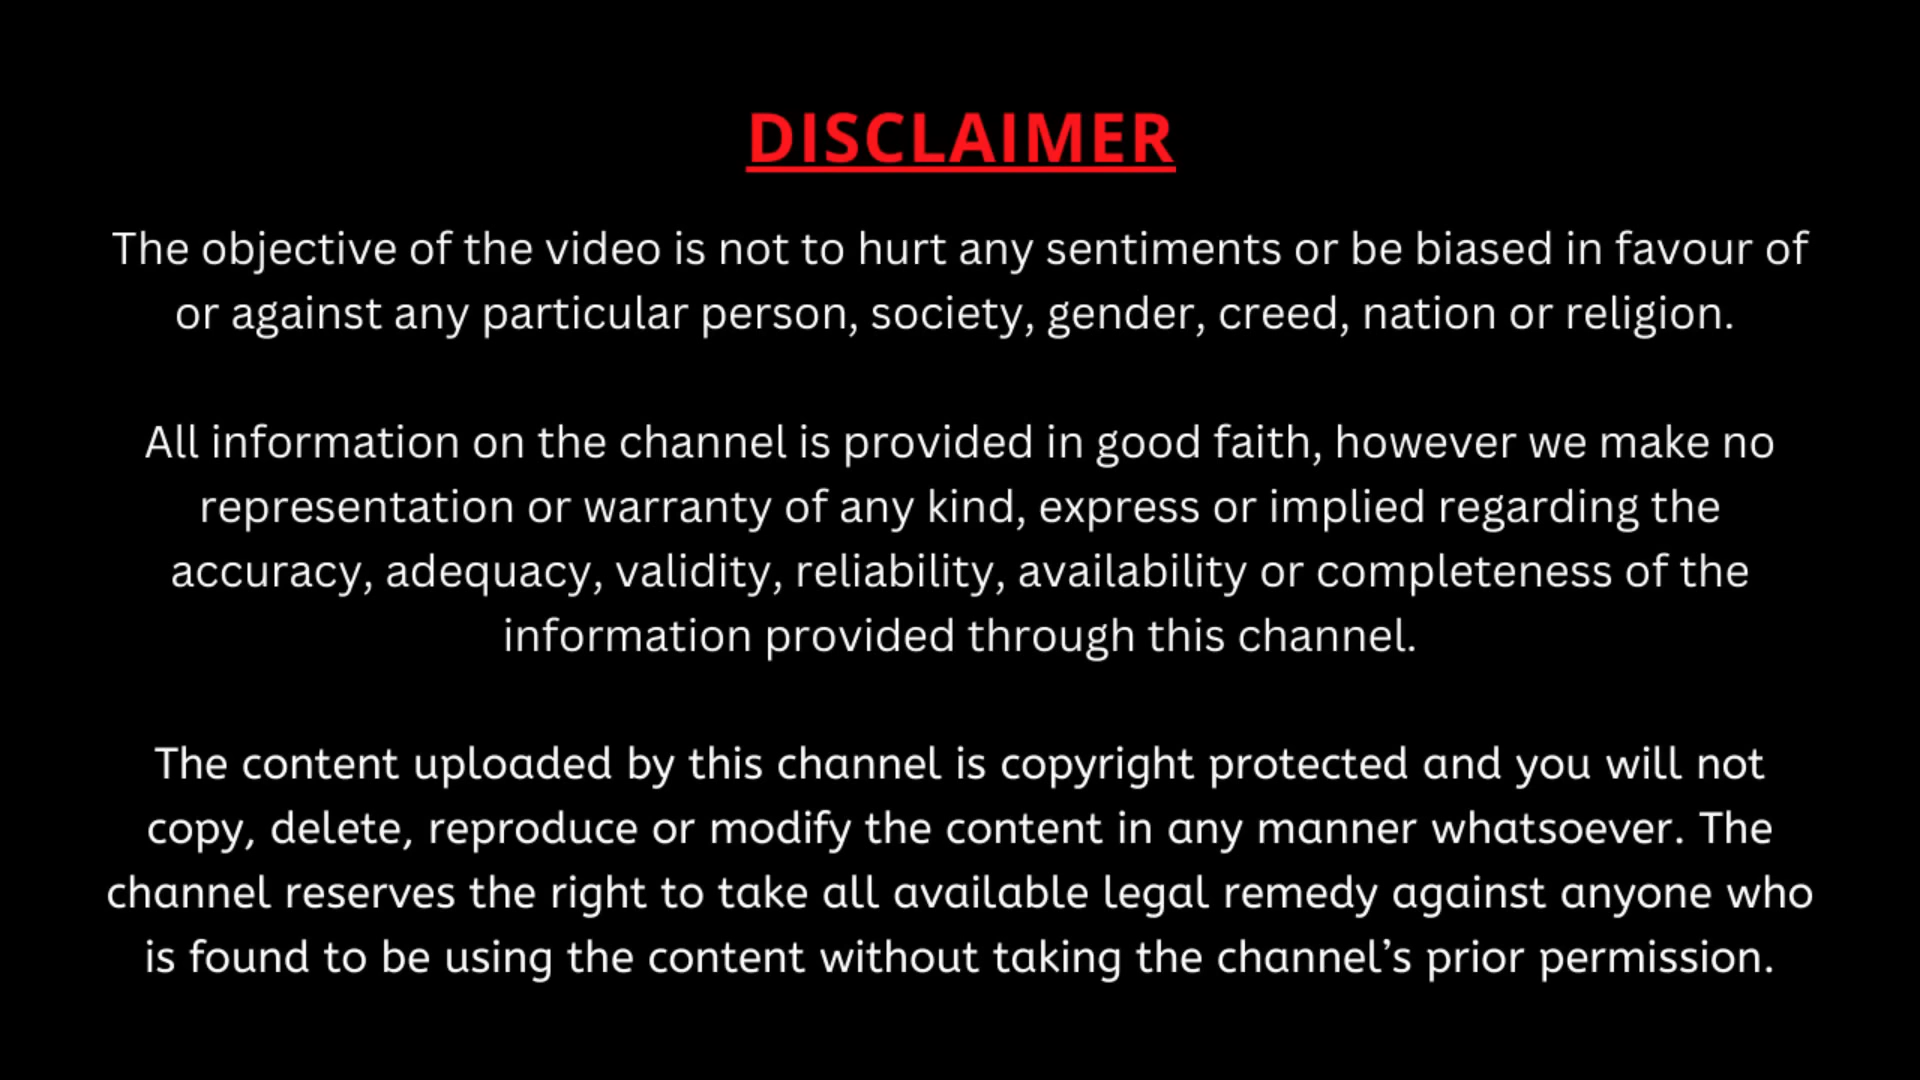 DISCLAIMER
The objective of the video is not to hurt any sentiments or be biased in favour of
or against any particular person, society, gender, creed, nation or religion.
All information on the channel is provided in good faith, however we make no
representation or warranty of any kind, express or implied regarding the
accuracy, adequacy, validity, reliability, availability or completeness of the
information provided through this channel.
The content uploaded by this channel is copyright protected and you will not
copy, delete, reproduce or modify the content in any manner whatsoever. The
channel reserves the right to take all available legal remedy against anyone who
is found to be using the content without taking the channel’s prior permission.